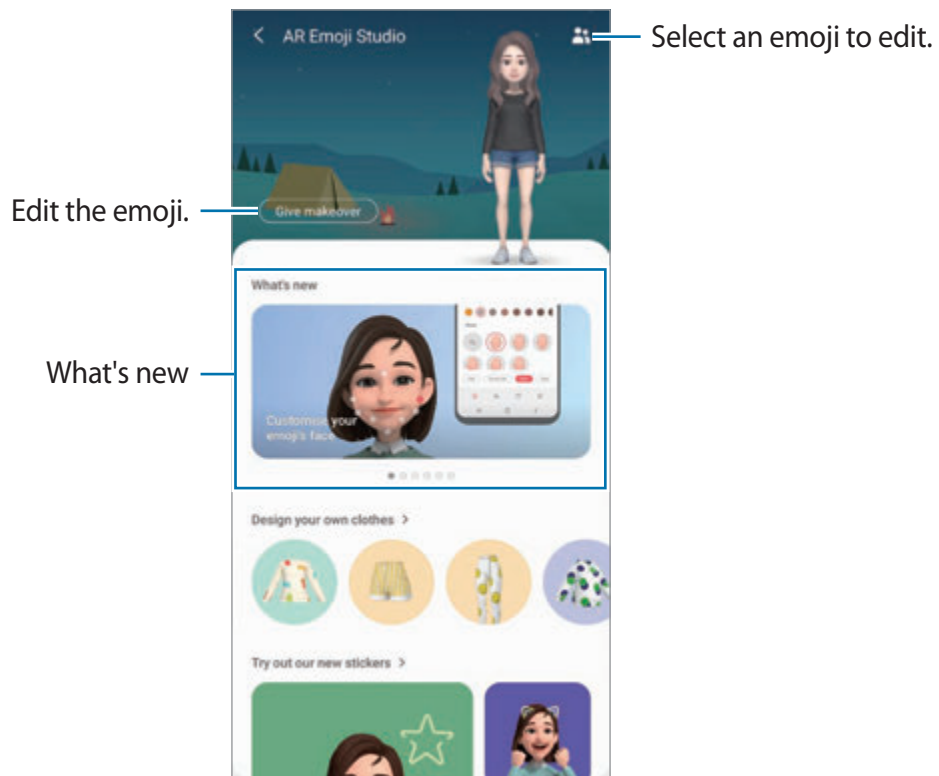 AR Emoji Studio
Select an emoji to edit.
Edit the emoji.
Give makeover
What's new
What's new
Customise your
emoji's face
Design your own clothes >
Try out our new stickers >